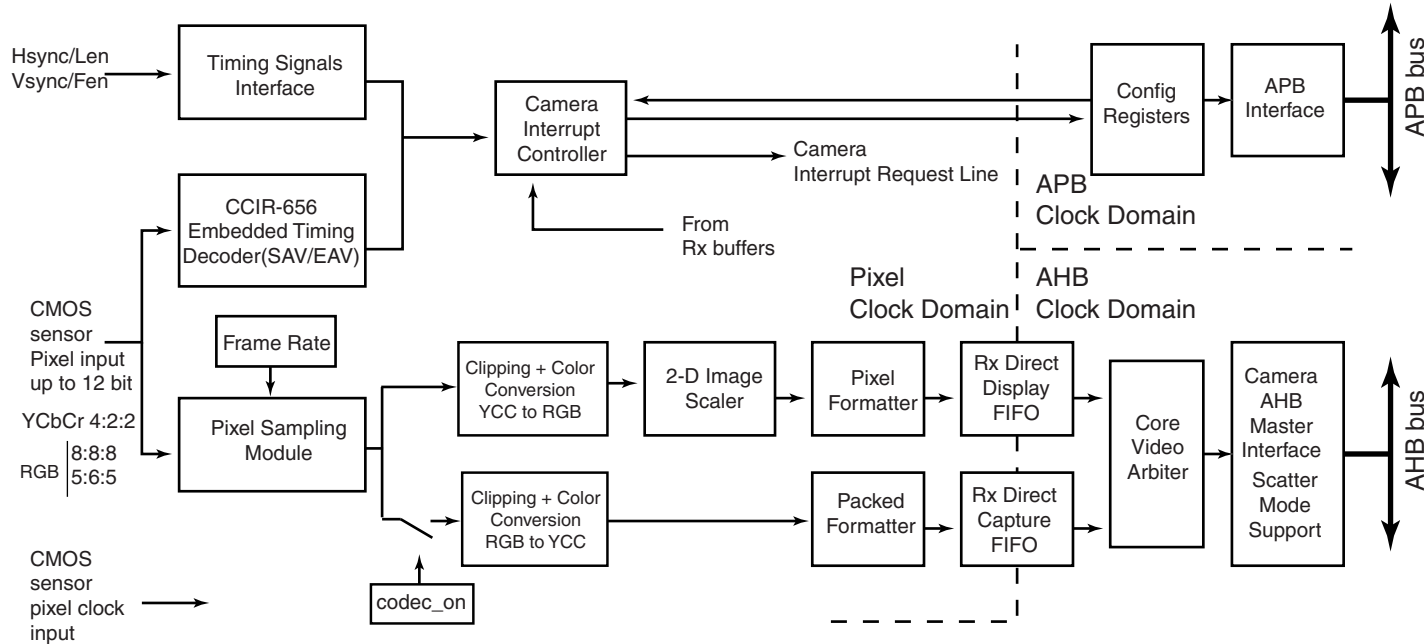 Hsync/Len
Vsync/Fen
Timing Signals
Interface
Camera
Interrupt
Controller
Config
Registers
APB
Interface
APB bus
Camera
Interrupt Request Line
APB
Clock Domain
CCIR-656
Embedded Timing
Decoder(SAV/EAV)
From
Rx buffers
Pixel
Clock Domain
AHB
Clock Domain
CMOS
sensor
Pixel input
up to 12 bit
YCbCr 4:2:2
RGB
8:8:8
5:6:5
Frame Rate
Pixel Sampling
Module
Clipping + Color
Conversion
YCC to RGB
2-D Image
Scaler
Pixel
Formatter
Rx Direct
Display
FIFO
Core
Video
Arbiter
Camera
AHB
Master
Interface
Scatter
Mode
Support
AHB bus
Clipping + Color
Conversion
RGB to YCC
Packed
Formatter
Rx Direct
Capture
FIFO
codec_on
CMOS
sensor
pixel clock
input